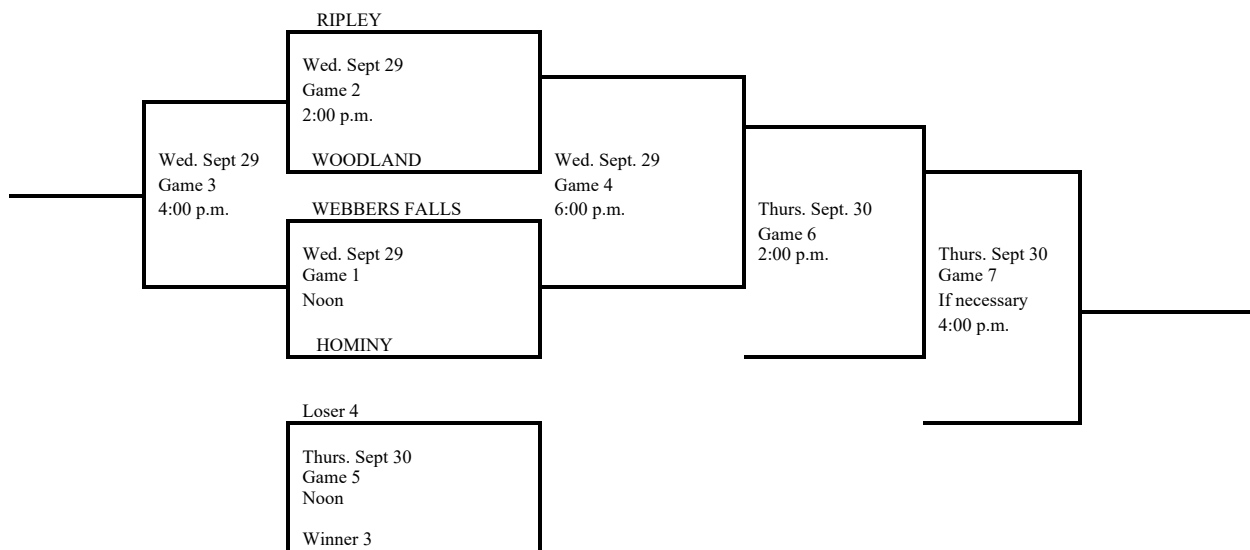 RIPLEY
Wed. Sept 29
Game 2
2:00 p.m.
WOODLAND
Wed. Sept 29
Game 3
4:00 p.m.
Wed. Sept. 29
Game 4
6:00 p.m.
WEBBERS FALLS
Wed. Sept 29
Game 1
Noon
HOMINY
Thurs. Sept. 30
Game 6
2:00 p.m.
Thurs. Sept 30
Game 7
If necessary
4:00 p.m.
Loser 4
Thurs. Sept 30
Game 5
Noon
Winner 3